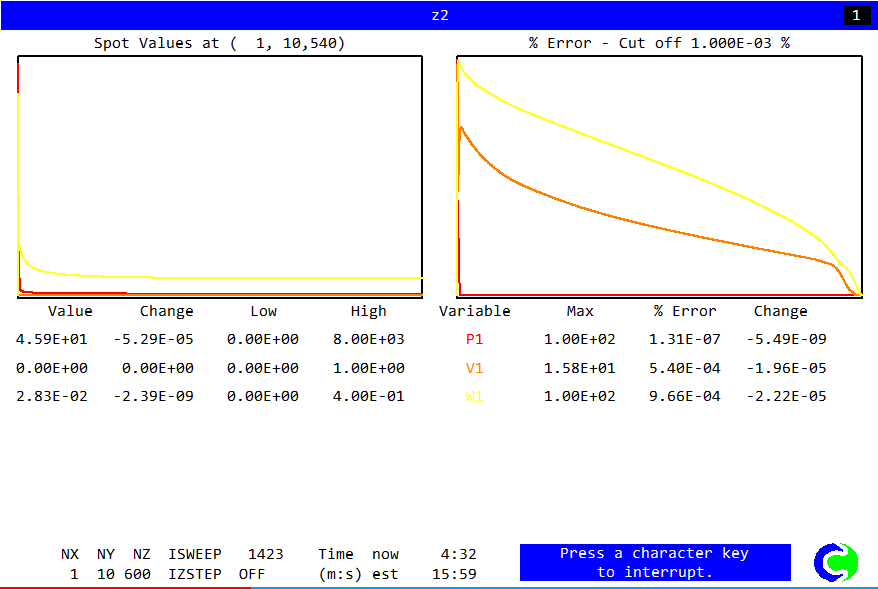 z2
1
Spot Values at (  1, 10,540)
% Error - Cut off 1.000E-03 %
Value Change Low High Variable Max % Error Change
4.59E+01 -5.29E-05 0.00E+00 8.00E+03 P1 1.00E+02 1.31E-07 -5.49E-09
0.00E+00 0.00E+00 0.00E+00 1.00E+00 V1 1.58E+01 5.40E-04 -1.96E-05
2.83E-02 -2.39E-09 0.00E+00 4.00E-01 W1 1.00E+02 9.66E-04 -2.22E-05
NX NY NZ ISWEEP 1423 Time now 4:32
1 10 600 IZSTEP OFF (m:s) est 15:59
Press a character key
to interrupt.